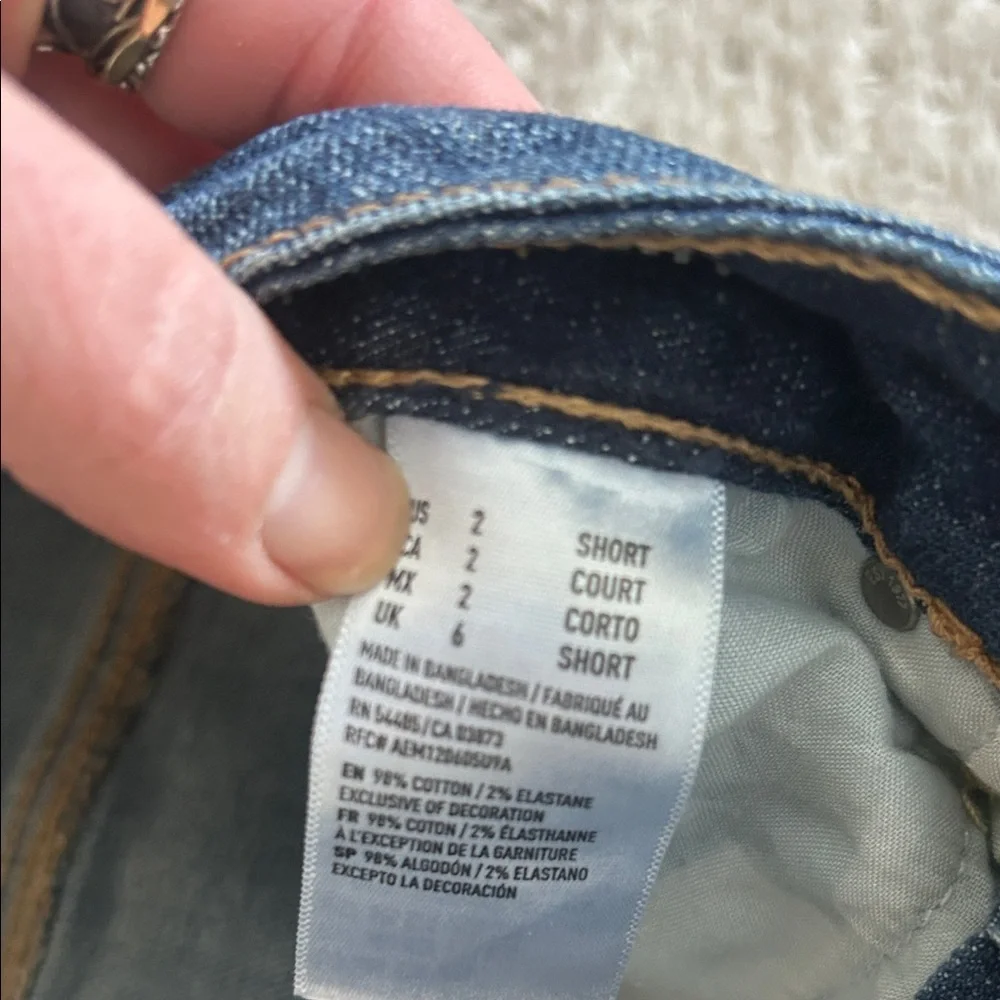 US 2 SHORT
CA 2 COURT
MX 2 CORTO
UK 6 SHORT
MADE IN BANGLADESH / FABRIQUÉ AU
BANGLADESH / HECHO EN BANGLADESH
RN 54485/CA 03873
RFC# AEM120605U9A
EN 98% COTTON / 2% ELASTANE
EXCLUSIVE OF DECORATION
FR 98% COTON / 2% ÉLASTHANNE
À L'EXCEPTION DE LA GARNITURE
SP 98% ALGODÓN / 2% ELASTANO
EXCEPTO LA DECORACIÓN